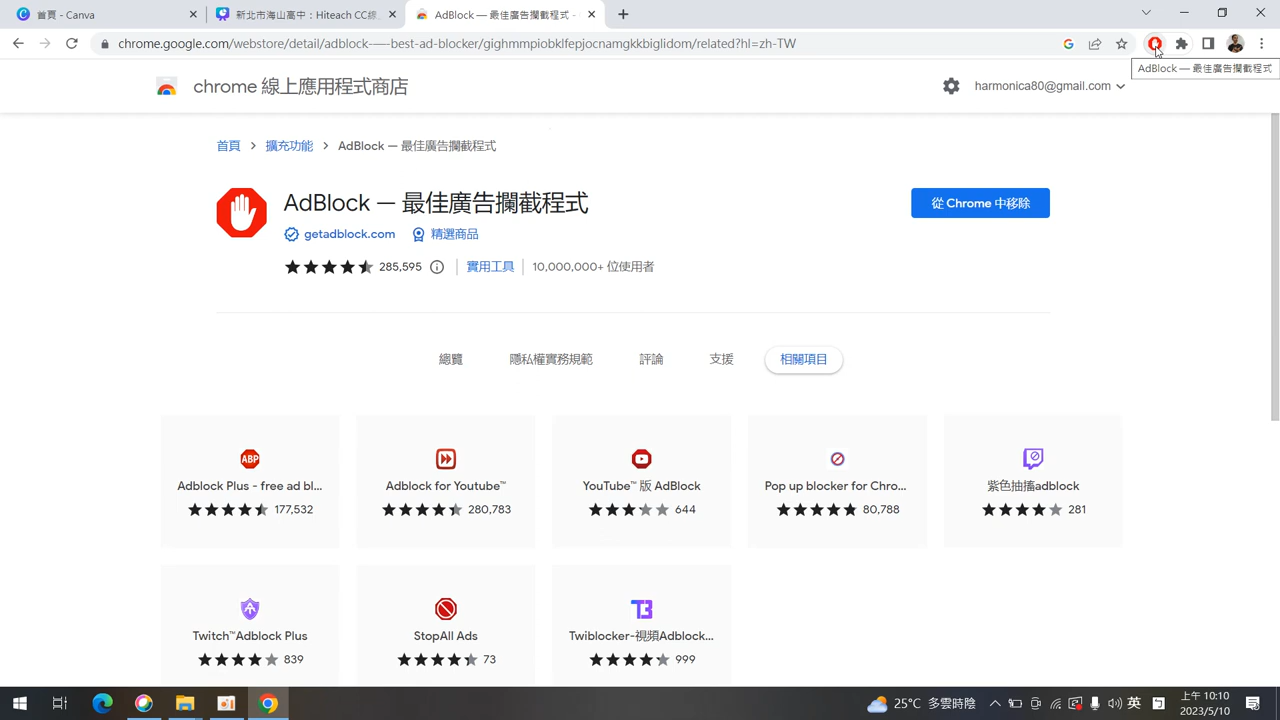 首頁 - Canva
新北市海山高中：Hiteach CC線
AdBlock — 最佳廣告攔截程式 -
chrome.google.com/webstore/detail/adblock-—-best-ad-blocker/gighmmpiobklfepjocnamgkkbiglidom/related?hl=zh-TW
AdBlock — 最佳廣告攔截程式
chrome 線上應用程式商店
harmonica80@gmail.com
首頁 > 擴充功能 > AdBlock — 最佳廣告攔截程式
AdBlock — 最佳廣告攔截程式
從 Chrome 中移除
getadblock.com 精選商品
285,595 實用工具 10,000,000+ 位使用者
總覽 隱私權實務規範 評論 支援 相關項目
ABP
Adblock Plus - free ad bl...
177,532
Adblock for Youtube™
280,783
YouTube™ 版 AdBlock
644
Pop up blocker for Chro...
80,788
紫色抽搐adblock
281
Twitch™Adblock Plus
839
StopAll Ads
73
Twiblocker-視頻Adblock...
999
25°C 多雲時陰
英
上午 10:10
2023/5/10